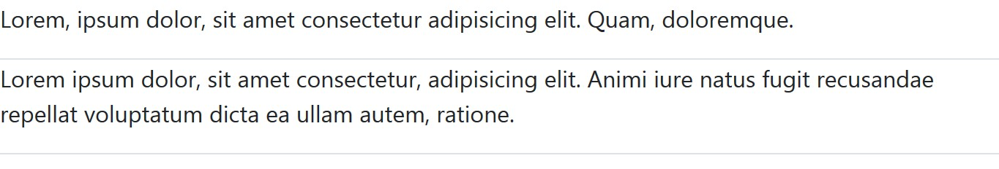 Lorem, ipsum dolor, sit amet consectetur adipisicing elit. Quam, doloremque.
Lorem ipsum dolor, sit amet consectetur, adipisicing elit. Animi iure natus fugit recusandae
repellat voluptatum dicta ea ullam autem, ratione.